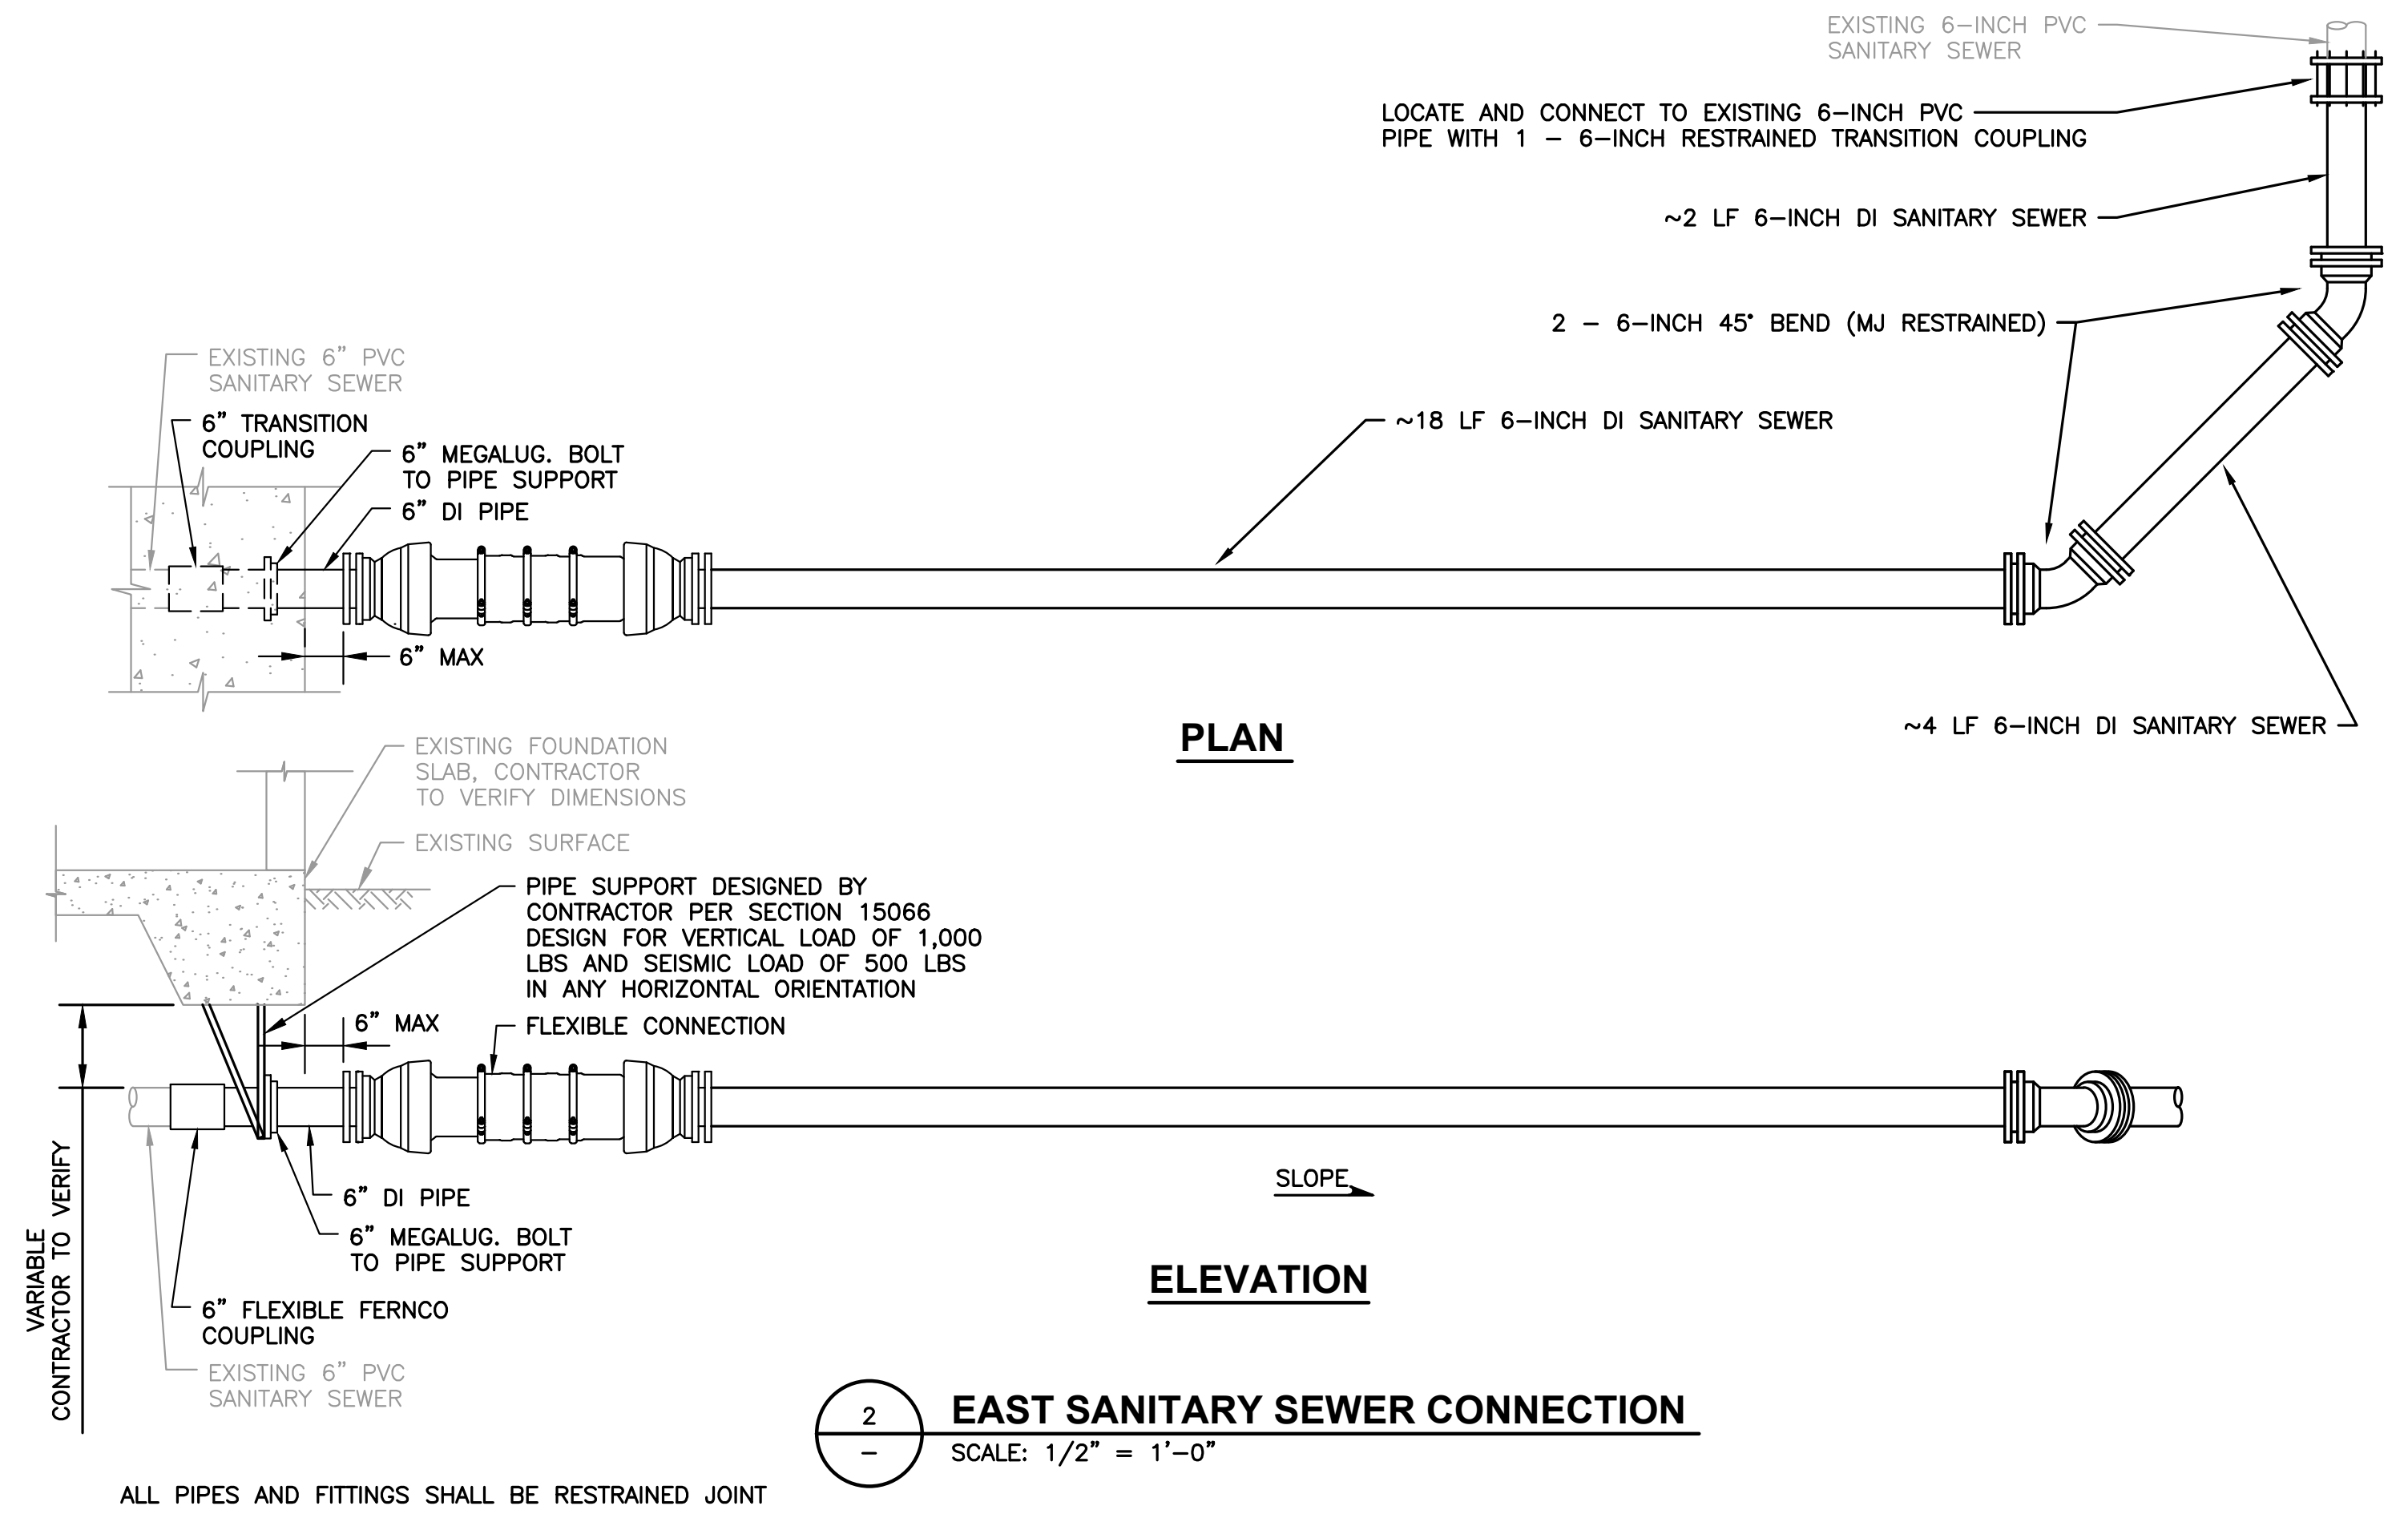 EXISTING 6-INCH PVC
SANITARY SEWER
LOCATE AND CONNECT TO EXISTING 6-INCH PVC
PIPE WITH 1 - 6-INCH RESTRAINED TRANSITION COUPLING
~2 LF 6-INCH DI SANITARY SEWER
2 - 6-INCH 45° BEND (MJ RESTRAINED)
EXISTING 6" PVC
SANITARY SEWER
6" TRANSITION
COUPLING
6" MEGALUG. BOLT
TO PIPE SUPPORT
6" DI PIPE
~18 LF 6-INCH DI SANITARY SEWER
6" MAX
~4 LF 6-INCH DI SANITARY SEWER
PLAN
EXISTING FOUNDATION
SLAB, CONTRACTOR
TO VERIFY DIMENSIONS
EXISTING SURFACE
PIPE SUPPORT DESIGNED BY
CONTRACTOR PER SECTION 15066
DESIGN FOR VERTICAL LOAD OF 1,000
LBS AND SEISMIC LOAD OF 500 LBS
IN ANY HORIZONTAL ORIENTATION
6" MAX
FLEXIBLE CONNECTION
VARIABLE
CONTRACTOR TO VERIFY
6" DI PIPE
6" MEGALUG. BOLT
TO PIPE SUPPORT
6" FLEXIBLE FERNCO
COUPLING
EXISTING 6" PVC
SANITARY SEWER
SLOPE
ELEVATION
2
-
EAST SANITARY SEWER CONNECTION
SCALE: 1/2" = 1'-0"
ALL PIPES AND FITTINGS SHALL BE RESTRAINED JOINT